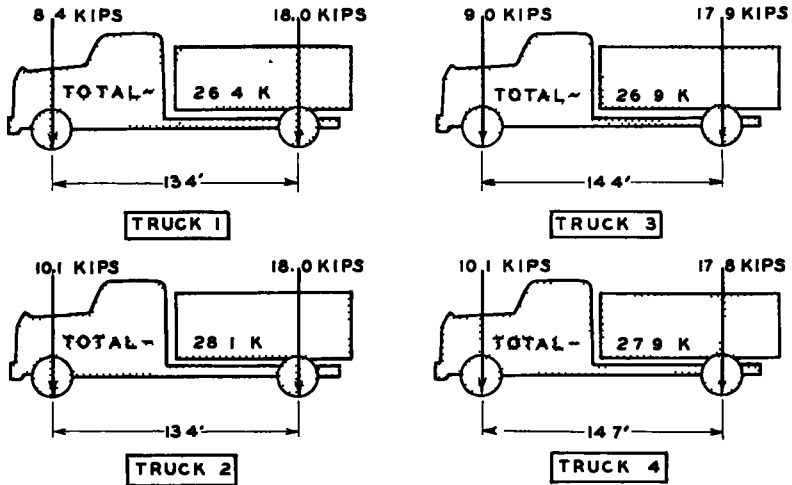 8.4 KIPS 18.0 KIPS
TOTAL~ 26 4 K
13 4'
TRUCK 1
9.0 KIPS 17.9 KIPS
TOTAL~ 26 9 K
14 4'
TRUCK 3
10.1 KIPS 18.0 KIPS
TOTAL~ 28 1 K
13 4'
TRUCK 2
10.1 KIPS 17.8 KIPS
TOTAL~ 27 9 K
14 7'
TRUCK 4